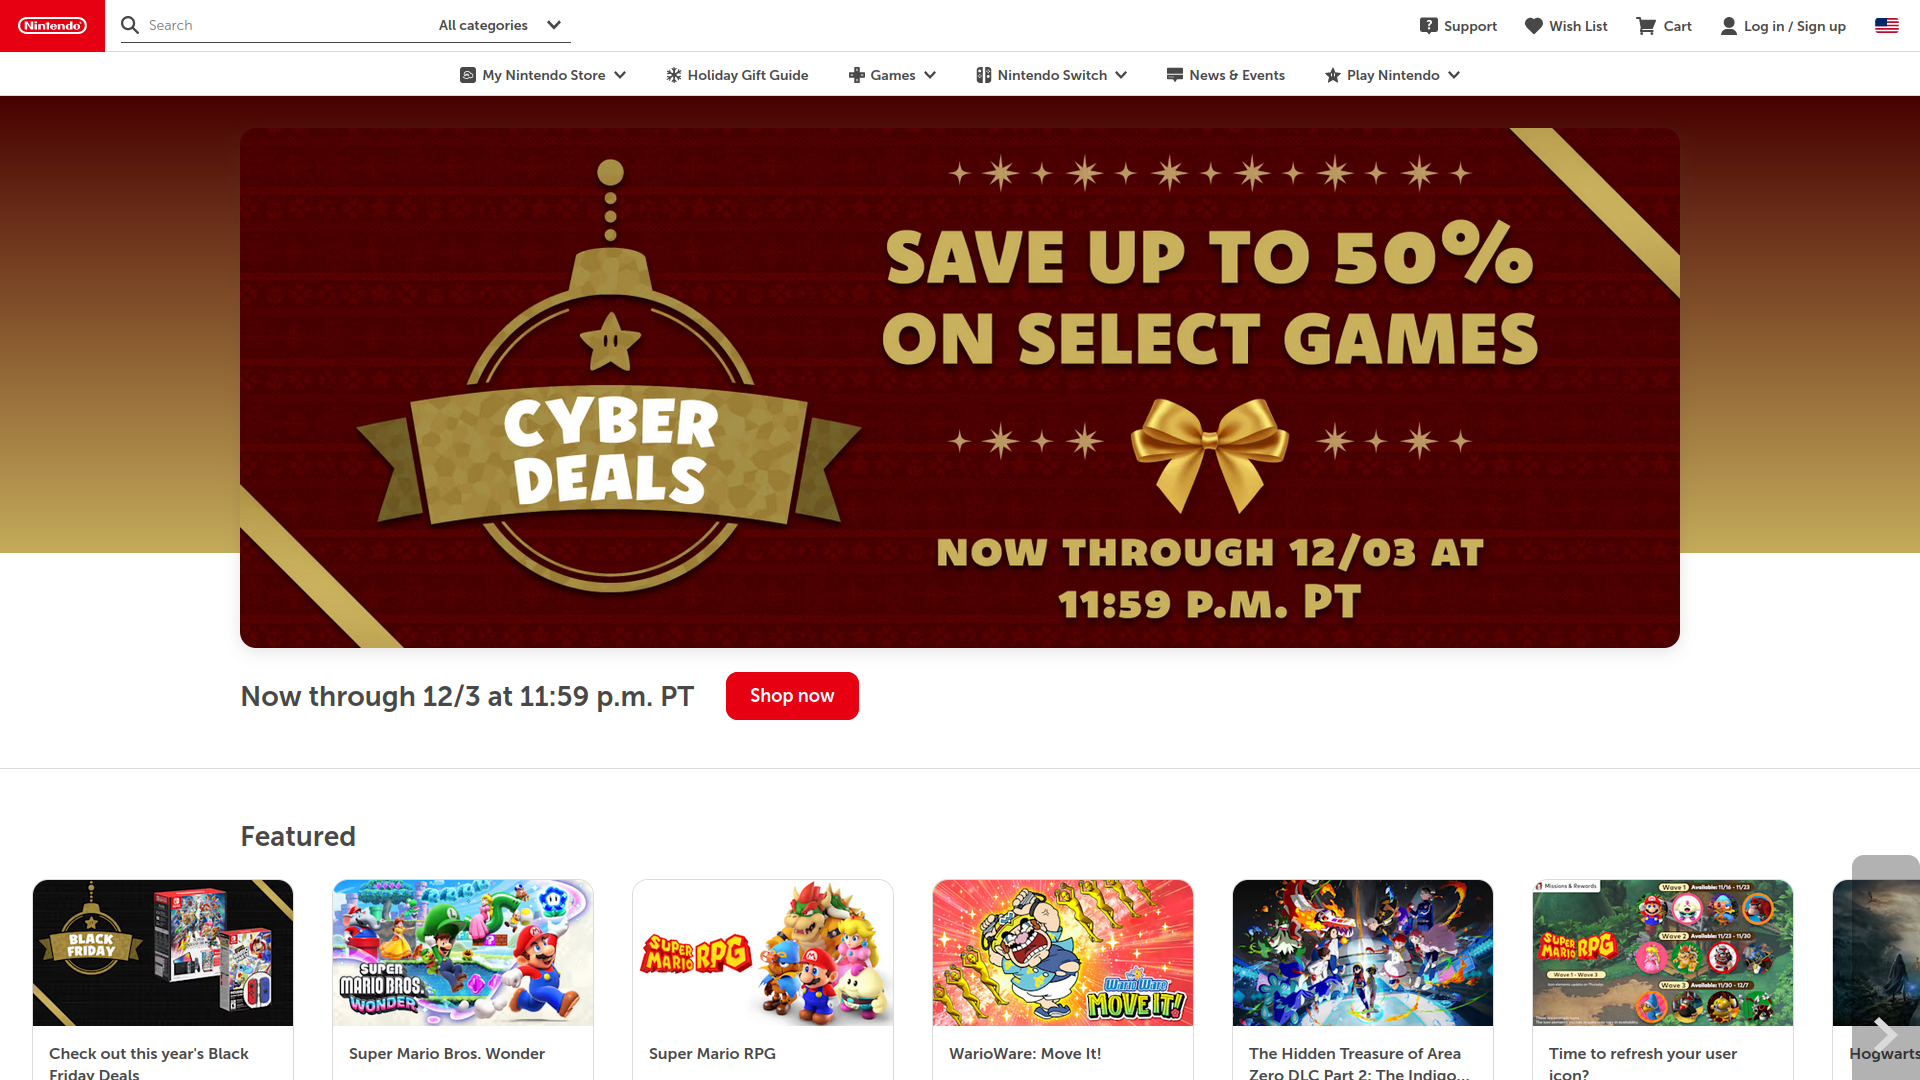 Nintendo
Search
All categories
Support
Wish List
Cart
Log in / Sign up
My Nintendo Store
Holiday Gift Guide
Games
Nintendo Switch
News & Events
Play Nintendo
CYBER
DEALS
SAVE UP TO 50%
ON SELECT GAMES
NOW THROUGH 12/03 AT
11:59 P.M. PT
Now through 12/3 at 11:59 p.m. PT
Shop now
Featured
BLACK
FRIDAY
Check out this year's Black
Friday Deals
SUPER
MARIO BROS.
WONDER
Super Mario Bros. Wonder
SUPER
MARIO RPG
Super Mario RPG
WarioWare
MOVE IT!
WarioWare: Move It!
The Hidden Treasure of Area
Zero DLC Part 2: The Indigo...
Missions & Rewards
Wave 1 Available: 11/16 - 11/23
SUPER
MARIO RPG
Wave 2 Available: 11/23 - 11/30
Wave 1 - Wave 3
Wave 3 Available: 11/30 - 12/7
Time to refresh your user
icon?
Hogwarts